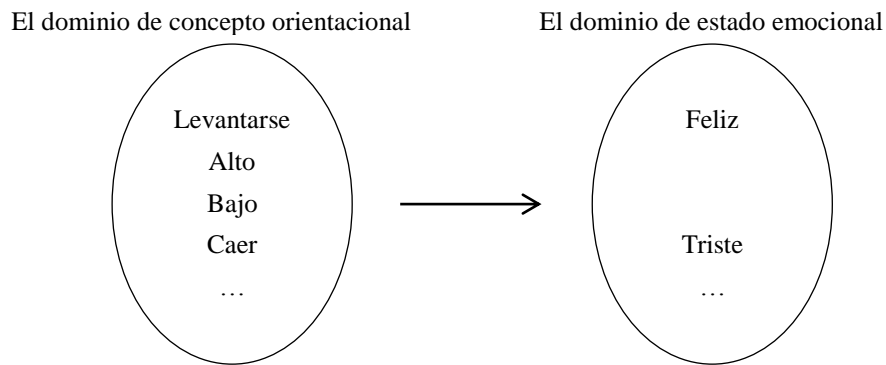 El dominio de concepto orientacional
El dominio de estado emocional
Levantarse
Alto
Bajo
Caer
…
Feliz
Triste
…